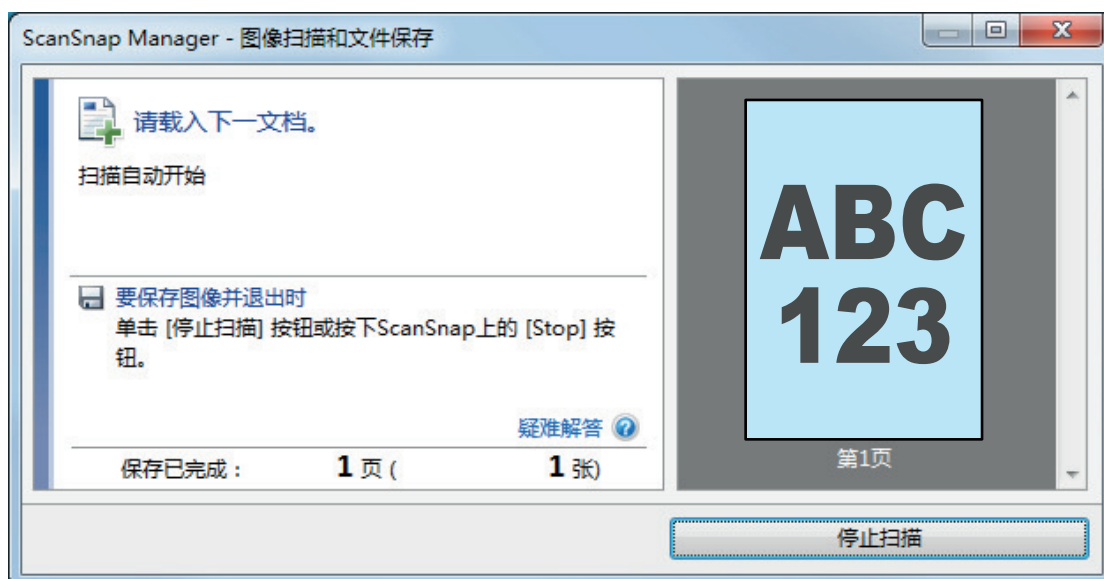 ScanSnap Manager - 图像扫描和文件保存
请载入下一文档。
扫描自动开始
要保存图像并退出时
单击 [停止扫描] 按钮或按下ScanSnap上的 [Stop] 按
钮。
疑难解答
保存已完成： 1 页 ( 1 张)
ABC
123
第1页
停止扫描